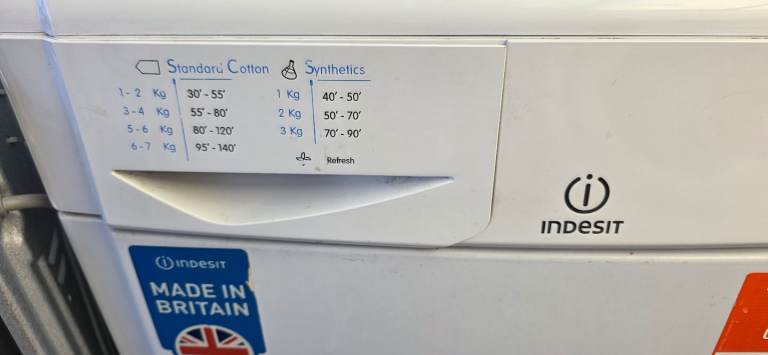 Standard Cotton
1 - 2 Kg 30' - 55'
3 - 4 Kg 55' - 80'
5 - 6 Kg 80' - 120'
6 - 7 Kg 95' - 140'
Synthetics
1 Kg 40' - 50'
2 Kg 50' - 70'
3 Kg 70' - 90'
Refresh
INDESIT
INDESIT
MADE IN
BRITAIN